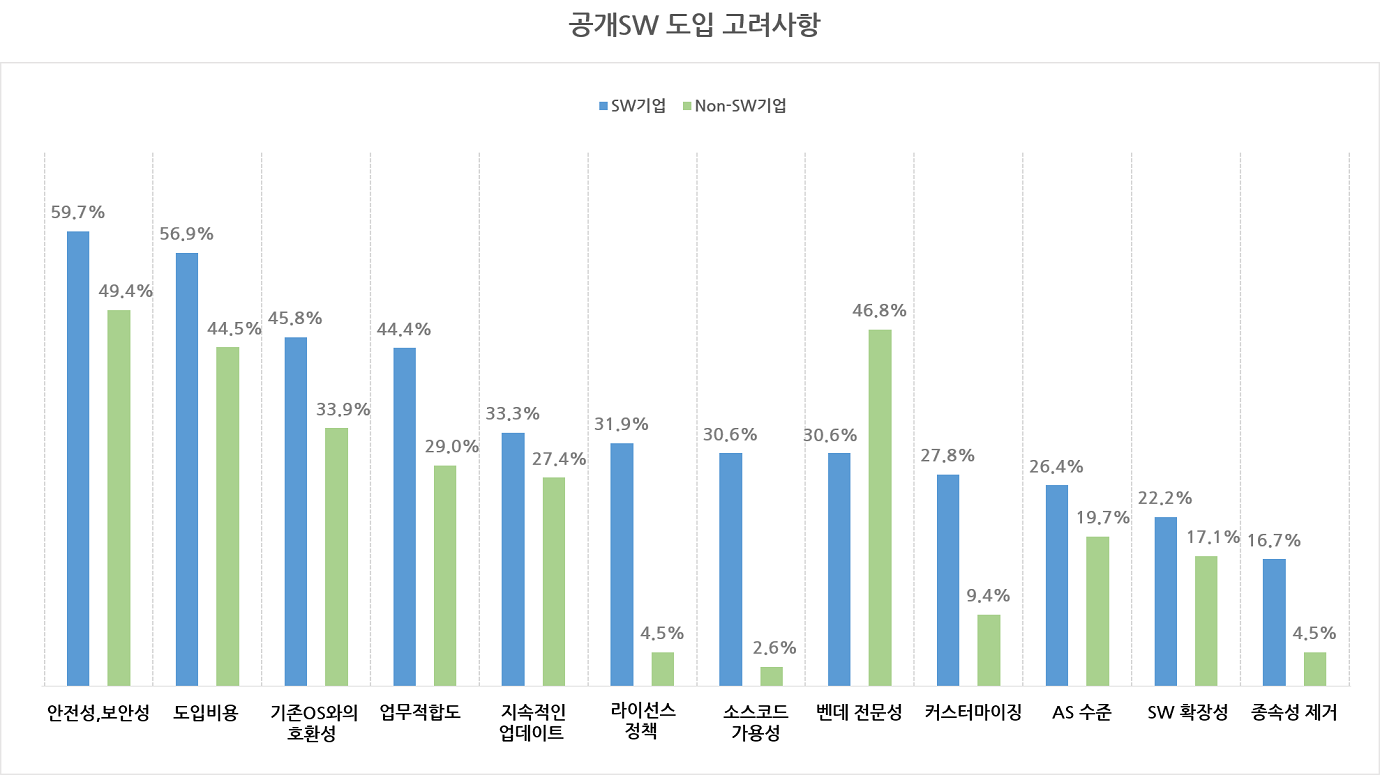 공개SW 도입 고려사항
SW기업 Non-SW기업
59.7%
49.4%
56.9%
44.5%
45.8%
33.9%
44.4%
29.0%
33.3%
27.4%
31.9%
4.5%
30.6%
2.6%
30.6%
46.8%
27.8%
9.4%
26.4%
19.7%
22.2%
17.1%
16.7%
4.5%
안전성,보안성
도입비용
기존OS와의
호환성
업무적합도
지속적인
업데이트
라이선스
정책
소스코드
가용성
벤데 전문성
커스터마이징
AS 수준
SW 확장성
종속성 제거